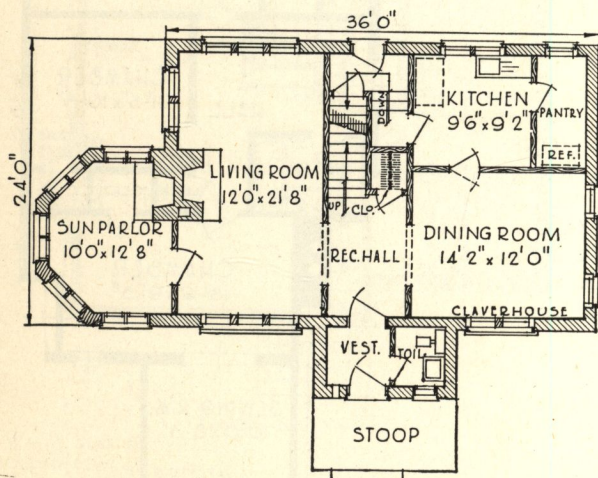 36'0"
24'0"
KITCHEN
9'6"x9'2"
PANTRY
REF.
DOWN
LIVING ROOM
12'0"x21'8"
UP
CLO.
SUN PARLOR
10'0"x12'8"
REC. HALL
DINING ROOM
14'2"x12'0"
CLAVERHOUSE
VEST.
TOIL.
STOOP